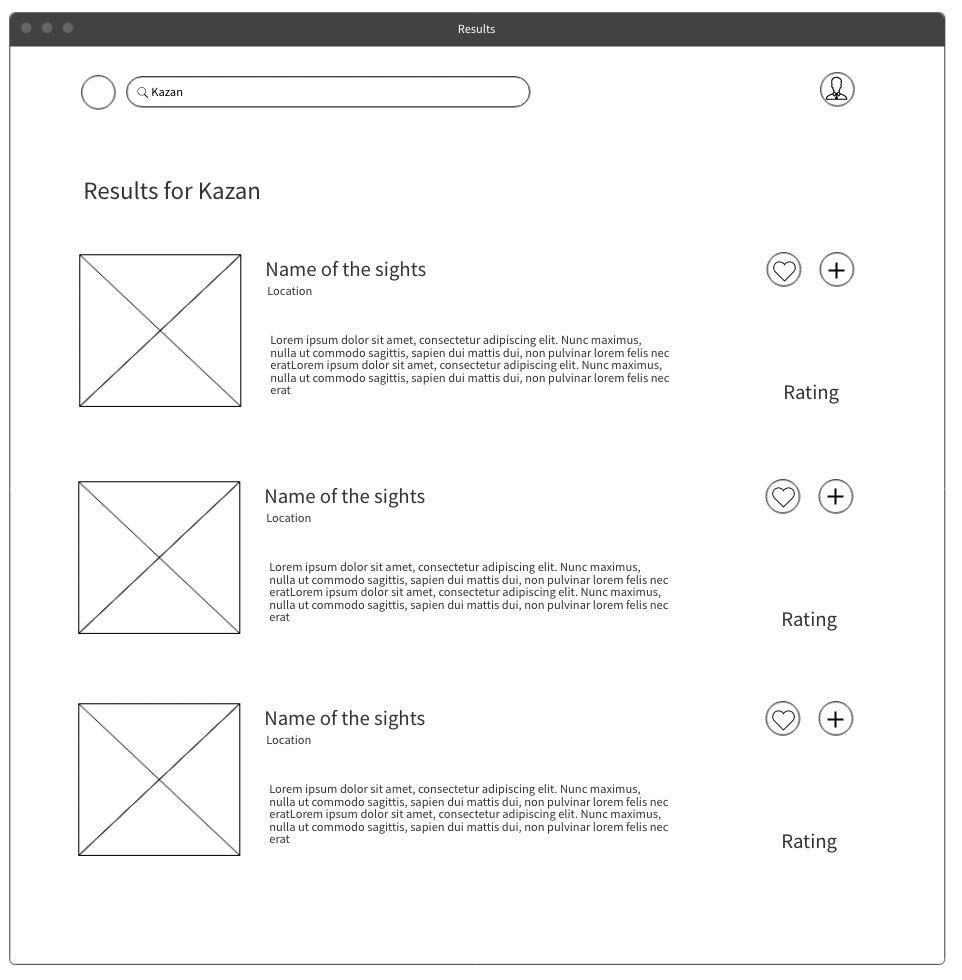 Results
Kazan
Results for Kazan
Name of the sights
Location
Lorem ipsum dolor sit amet, consectetur adipiscing elit. Nunc maximus,
nulla ut commodo sagittis, sapien dui mattis dui, non pulvinar lorem felis nec
eratLorem ipsum dolor sit amet, consectetur adipiscing elit. Nunc maximus,
nulla ut commodo sagittis, sapien dui mattis dui, non pulvinar lorem felis nec
erat
Rating
Name of the sights
Location
Lorem ipsum dolor sit amet, consectetur adipiscing elit. Nunc maximus,
nulla ut commodo sagittis, sapien dui mattis dui, non pulvinar lorem felis nec
eratLorem ipsum dolor sit amet, consectetur adipiscing elit. Nunc maximus,
nulla ut commodo sagittis, sapien dui mattis dui, non pulvinar lorem felis nec
erat
Rating
Name of the sights
Location
Lorem ipsum dolor sit amet, consectetur adipiscing elit. Nunc maximus,
nulla ut commodo sagittis, sapien dui mattis dui, non pulvinar lorem felis nec
eratLorem ipsum dolor sit amet, consectetur adipiscing elit. Nunc maximus,
nulla ut commodo sagittis, sapien dui mattis dui, non pulvinar lorem felis nec
erat
Rating